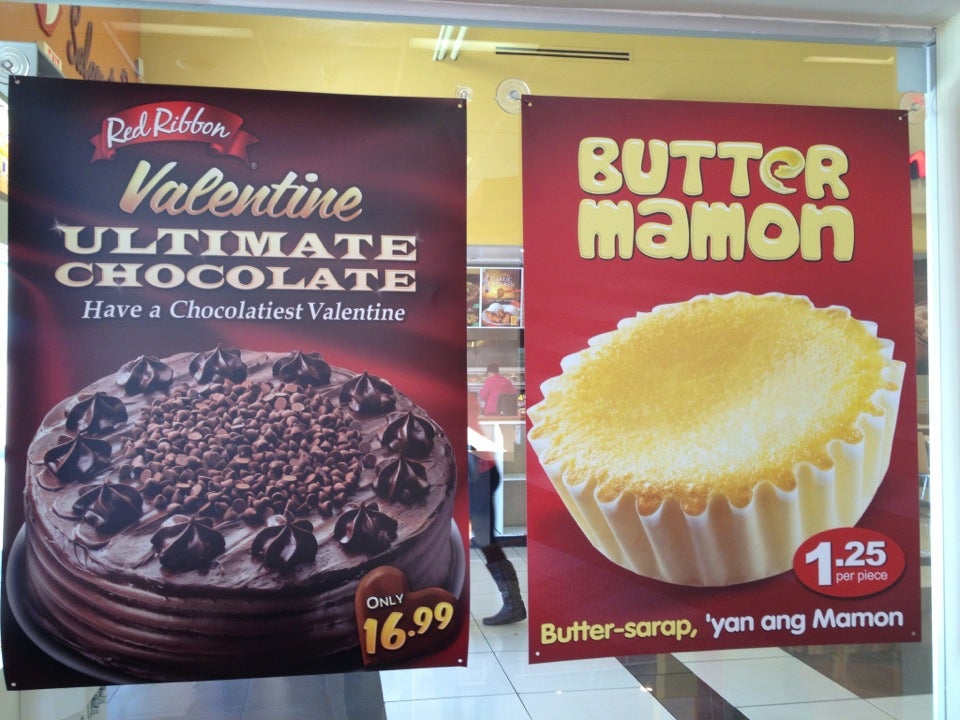 Red Ribbon
Valentine
ULTIMATE
CHOCOLATE
Have a Chocolatiest Valentine
ONLY
16.99
BUTTER
mamon
1.25
per piece
Butter-sarap, 'yan ang Mamon